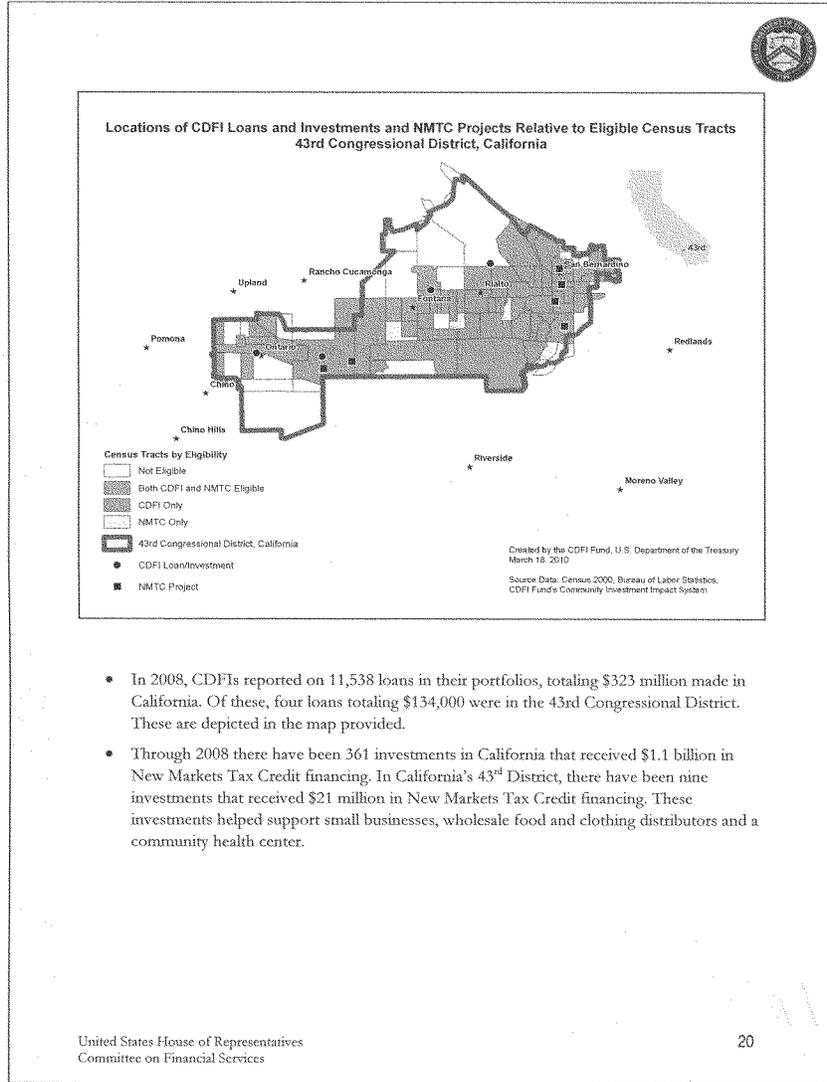 Locations of CDFI Loans and Investments and NMTC Projects Relative to Eligible Census Tracts
43rd Congressional District, California
43rd
San Bernardino
Rancho Cucamonga
Upland
Rialto
Fontana
Pomona
Ontario
Redlands
Chino
Chino Hills
Riverside
Moreno Valley
Census Tracts by Eligibility
Not Eligible
Both CDFI and NMTC Eligible
CDFI Only
NMTC Only
43rd Congressional District, California
CDFI Loan/Investment
NMTC Project
Created by the CDFI Fund, U.S. Department of the Treasury
March 18, 2010
Source Data: Census 2000, Bureau of Labor Statistics,
CDFI Fund's Community Investment Impact System
• In 2008, CDFIs reported on 11,538 loans in their portfolios, totaling $323 million made in
California. Of these, four loans totaling $134,000 were in the 43rd Congressional District.
These are depicted in the map provided.
• Through 2008 there have been 361 investments in California that received $1.1 billion in
New Markets Tax Credit financing. In California's 43rd District, there have been nine
investments that received $21 million in New Markets Tax Credit financing. These
investments helped support small businesses, wholesale food and clothing distributors and a
community health center.
United States House of Representatives
Committee on Financial Services
20